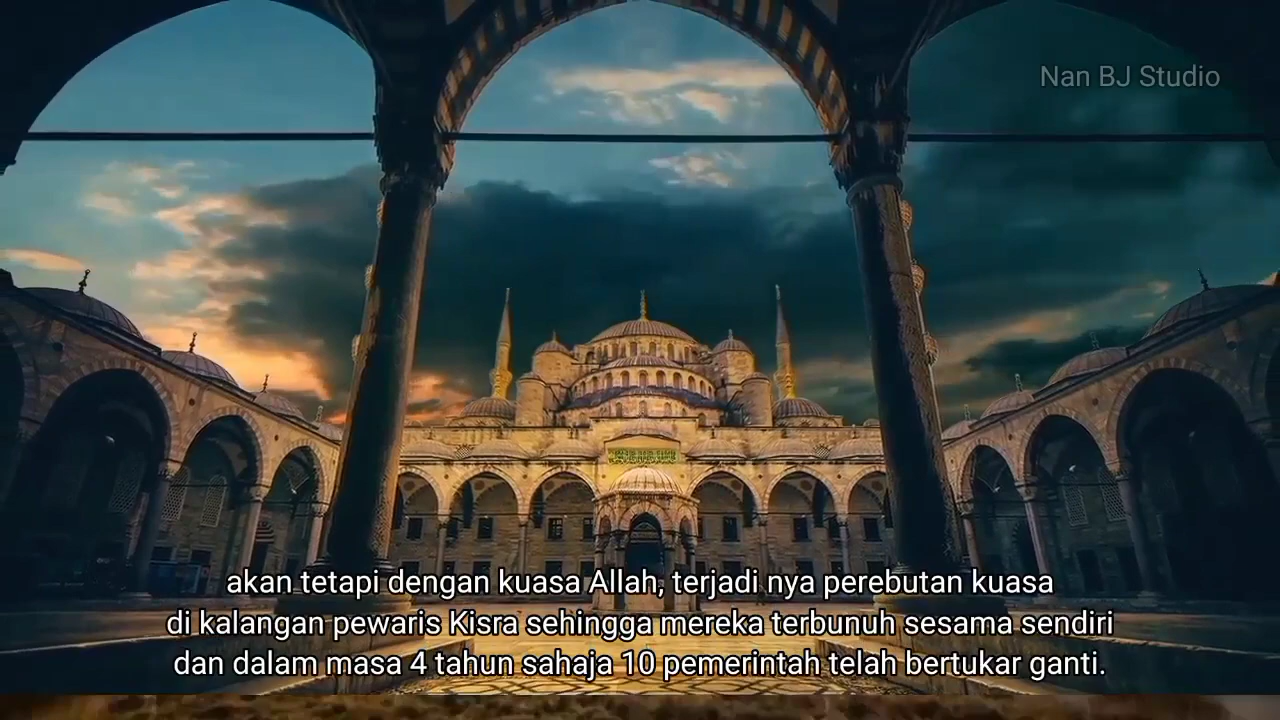 Nan BJ Studio
akan tetapi dengan kuasa Allah, terjadi nya perebutan kuasa
di kalangan pewaris Kisra sehingga mereka terbunuh sesama sendiri
dan dalam masa 4 tahun sahaja 10 pemerintah telah bertukar ganti.